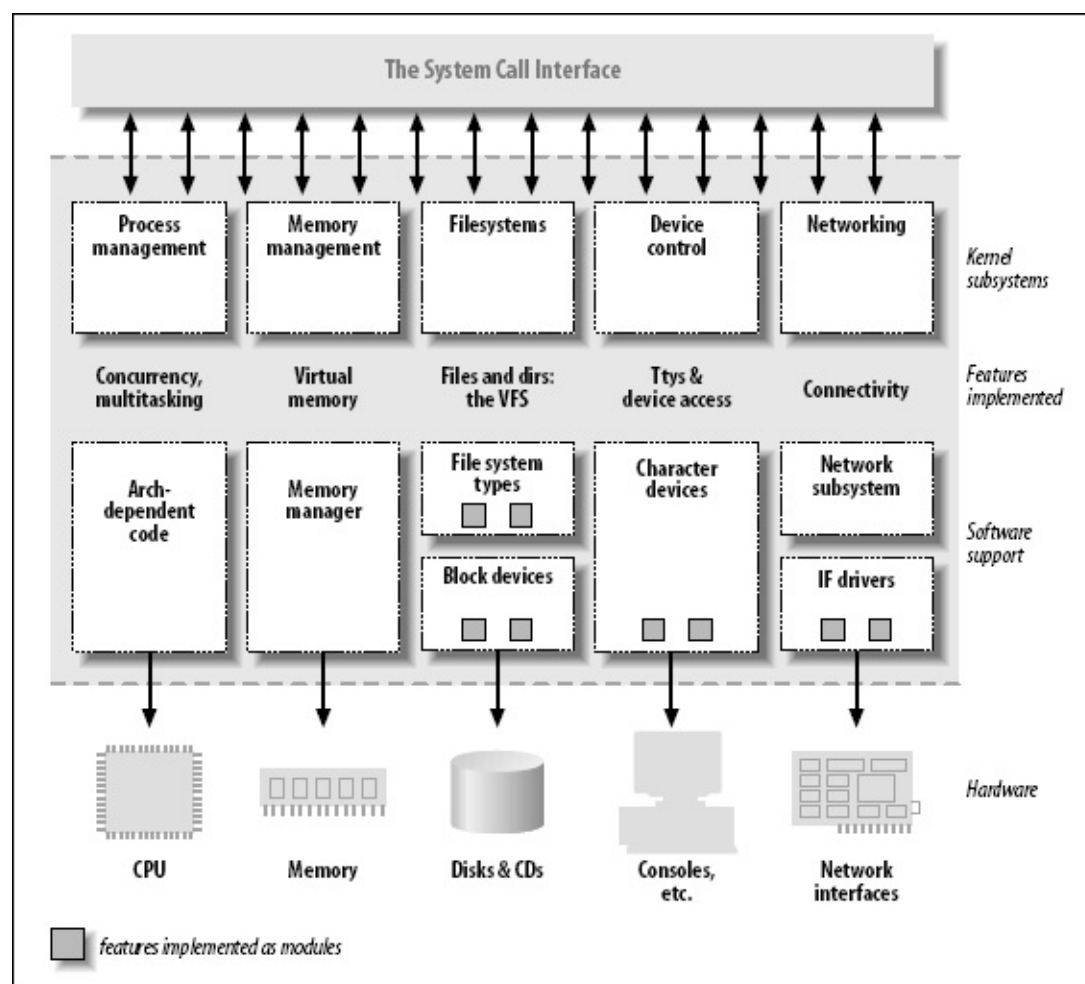 The System Call Interface
Process
management
Memory
management
Filesystems
Device
control
Networking
Kernel
subsystems
Concurrency,
multitasking
Virtual
memory
Files and dirs:
the VFS
Ttys &
device access
Connectivity
Features
implemented
Arch-
dependent
code
Memory
manager
File system
types
Block devices
Character
devices
Network
subsystem
IF drivers
Software
support
CPU
Memory
Disks & CDs
Consoles,
etc.
Network
interfaces
Hardware
features implemented as modules